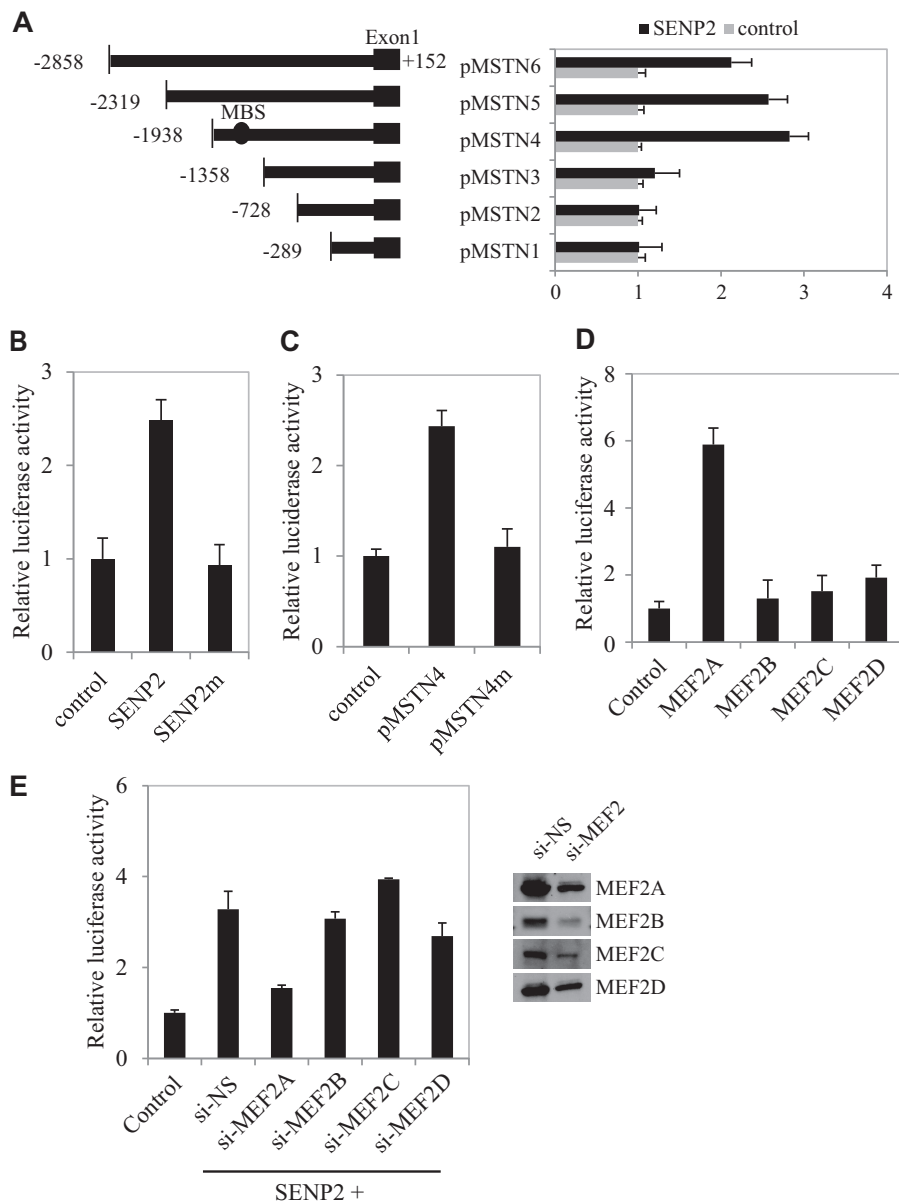 A
SENP2 control
Exon1
-2858 +152 pMSTN6
-2319 pMSTN5
MBS
-1938 pMSTN4
-1358 pMSTN3
-728 pMSTN2
-289 pMSTN1
0 1 2 3 4
B
Relative luciferase activity
3
2
1
0
control SENP2 SENP2m
C
Relative luciderase activity
3
2
1
0
control pMSTN4 pMSTN4m
D
Relative luciferase activity
8
6
4
2
0
Control MEF2A MEF2B MEF2C MEF2D
E
Relative luciferase activity
6
4
2
0
Control si-NS si-MEF2A si-MEF2B si-MEF2C si-MEF2D
SENP2 +
si-NS si-MEF2
MEF2A
MEF2B
MEF2C
MEF2D